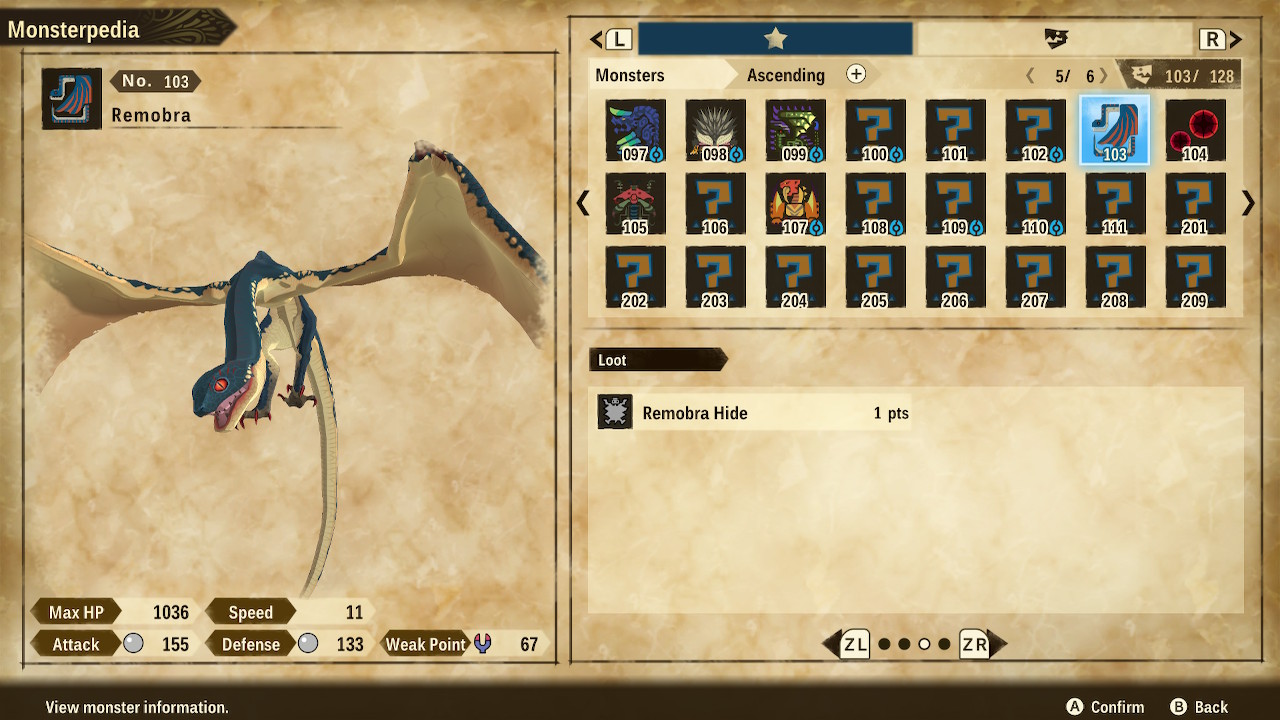 Monsterpedia
No. 103
Remobra
L
R
Monsters
Ascending
5/ 6
103/ 128
097
098
099
100
101
102
103
104
105
106
107
108
109
110
111
201
202
203
204
205
206
207
208
209
Loot
Remobra Hide 1 pts
Max HP 1036
Speed 11
Attack 155
Defense 133
Weak Point 67
ZL
ZR
View monster information.
A Confirm
B Back